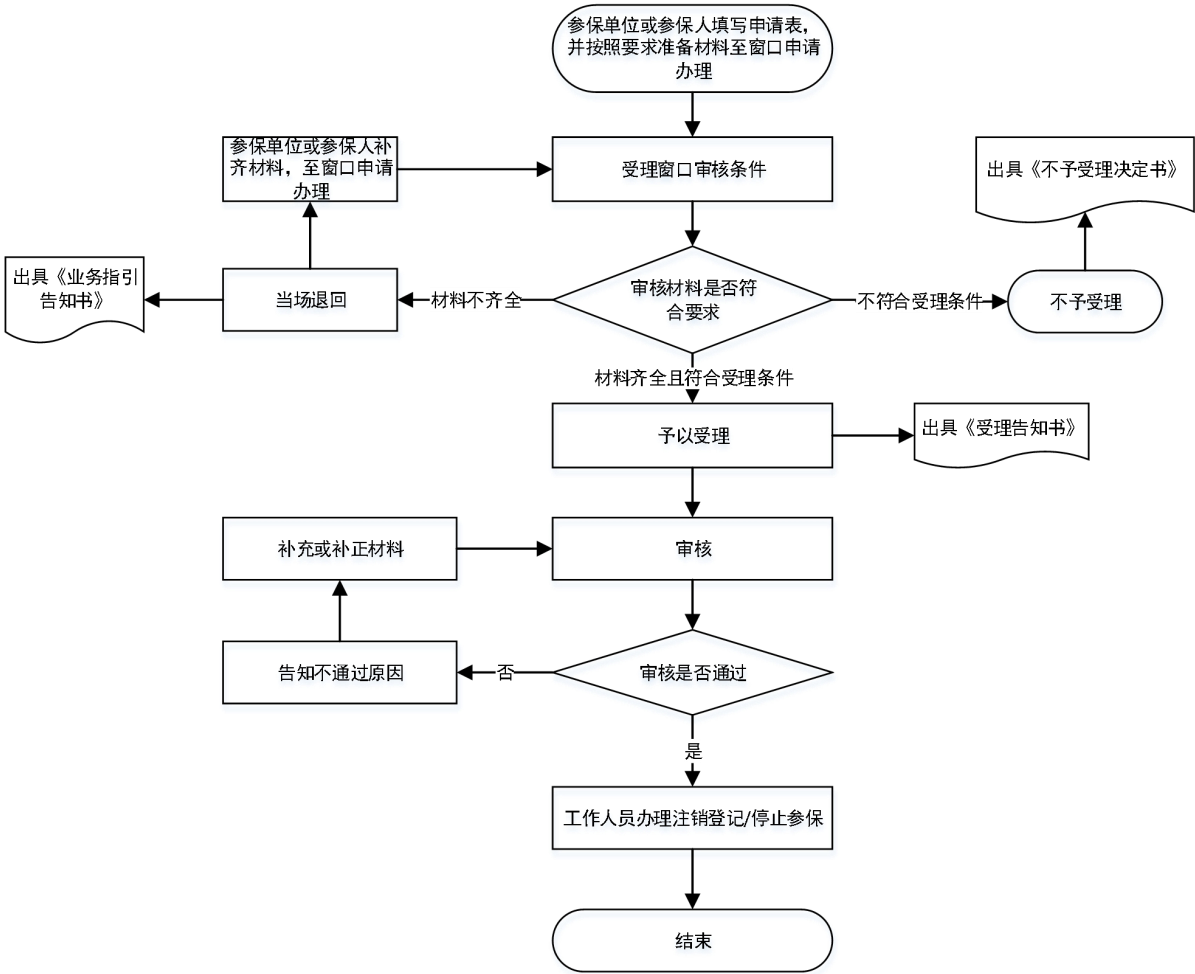 参保单位或参保人填写申请表，
并按照要求准备材料至窗口申请
办理
参保单位或参保人补
齐材料，至窗口申请
办理
受理窗口审核条件
出具《不予受理决定书》
出具《业务指引
告知书》
当场退回
材料不齐全
审核材料是否符
合要求
不符合受理条件
不予受理
材料齐全且符合受理条件
予以受理
出具《受理告知书》
补充或补正材料
审核
告知不通过原因
否
审核是否通过
是
工作人员办理注销登记/停止参保
结束